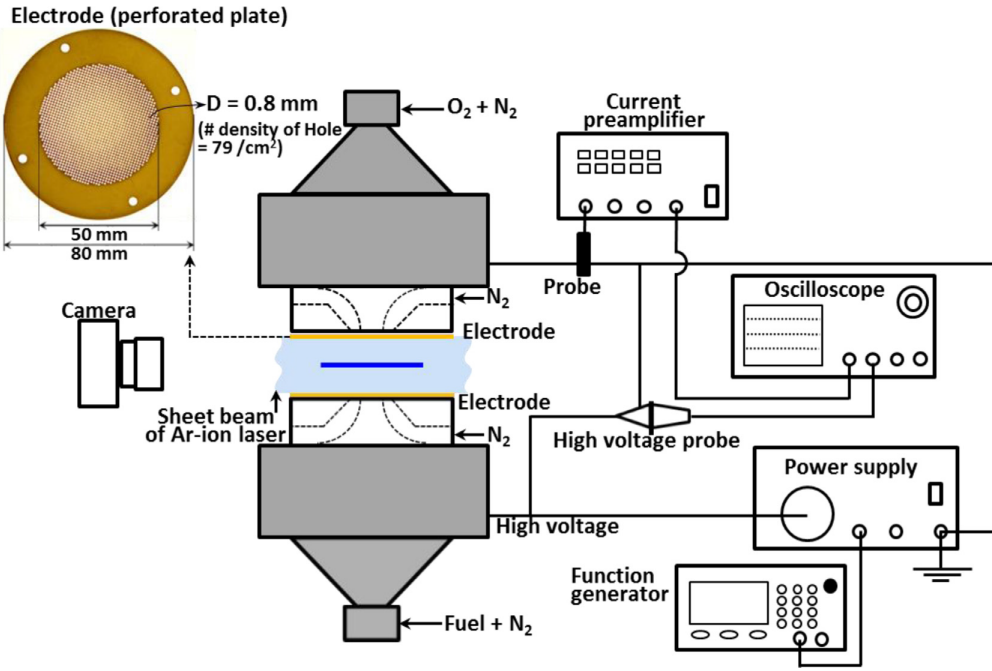 Electrode (perforated plate)
D = 0.8 mm
(# density of Hole
= 79 /cm²)
50 mm
80 mm
O₂ + N₂
Current
preamplifier
N₂
Probe
Oscilloscope
Camera
Electrode
Electrode
Sheet beam
of Ar-ion laser
N₂
High voltage probe
Power supply
High voltage
Function
generator
Fuel + N₂